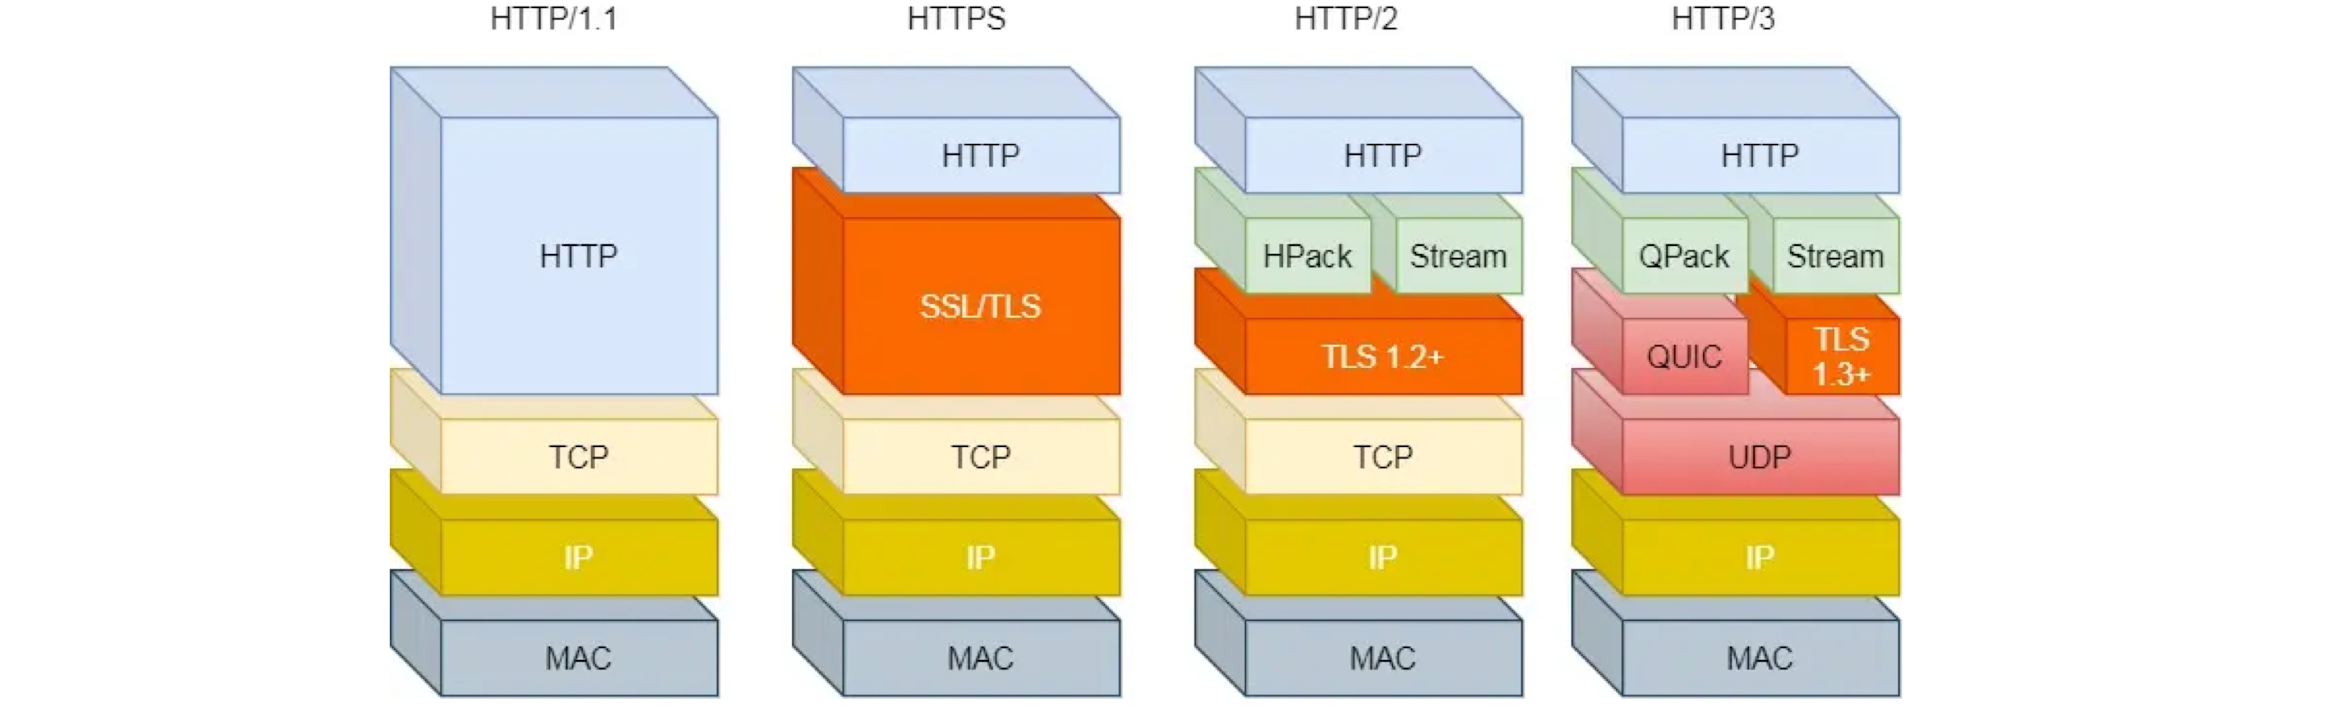 HTTP/1.1
HTTP
TCP
IP
MAC
HTTPS
HTTP
SSL/TLS
TCP
IP
MAC
HTTP/2
HTTP
HPack
Stream
TLS 1.2+
TCP
IP
MAC
HTTP/3
HTTP
QPack
Stream
QUIC
TLS
1.3+
UDP
IP
MAC